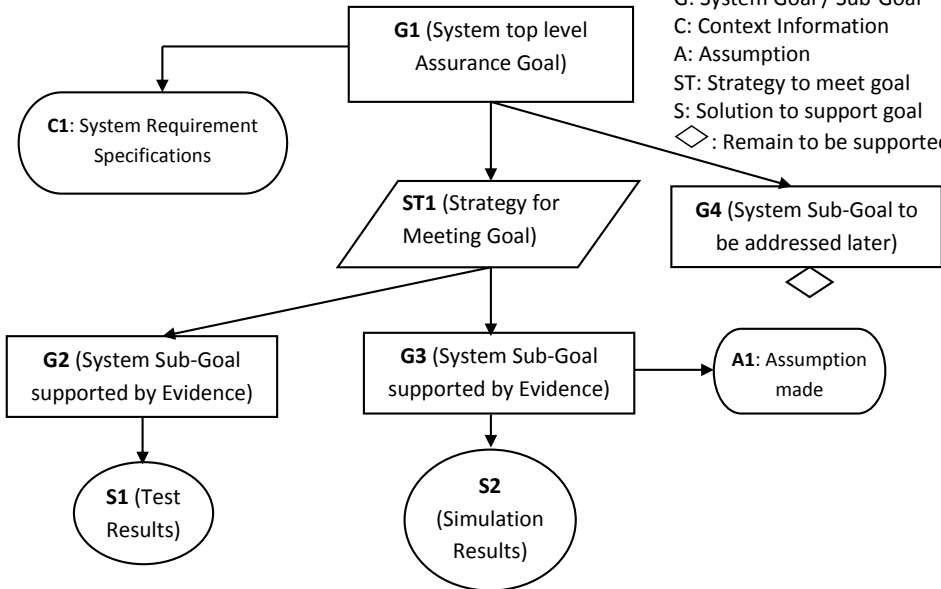 G: System Goal / Sub-Goal
C: Context Information
A: Assumption
ST: Strategy to meet goal
S: Solution to support goal
: Remain to be supported
G1 (System top level
Assurance Goal)
C1: System Requirement
Specifications
ST1 (Strategy for
Meeting Goal)
G4 (System Sub-Goal to
be addressed later)
G2 (System Sub-Goal
supported by Evidence)
G3 (System Sub-Goal
supported by Evidence)
A1: Assumption
made
S1 (Test
Results)
S2
(Simulation
Results)